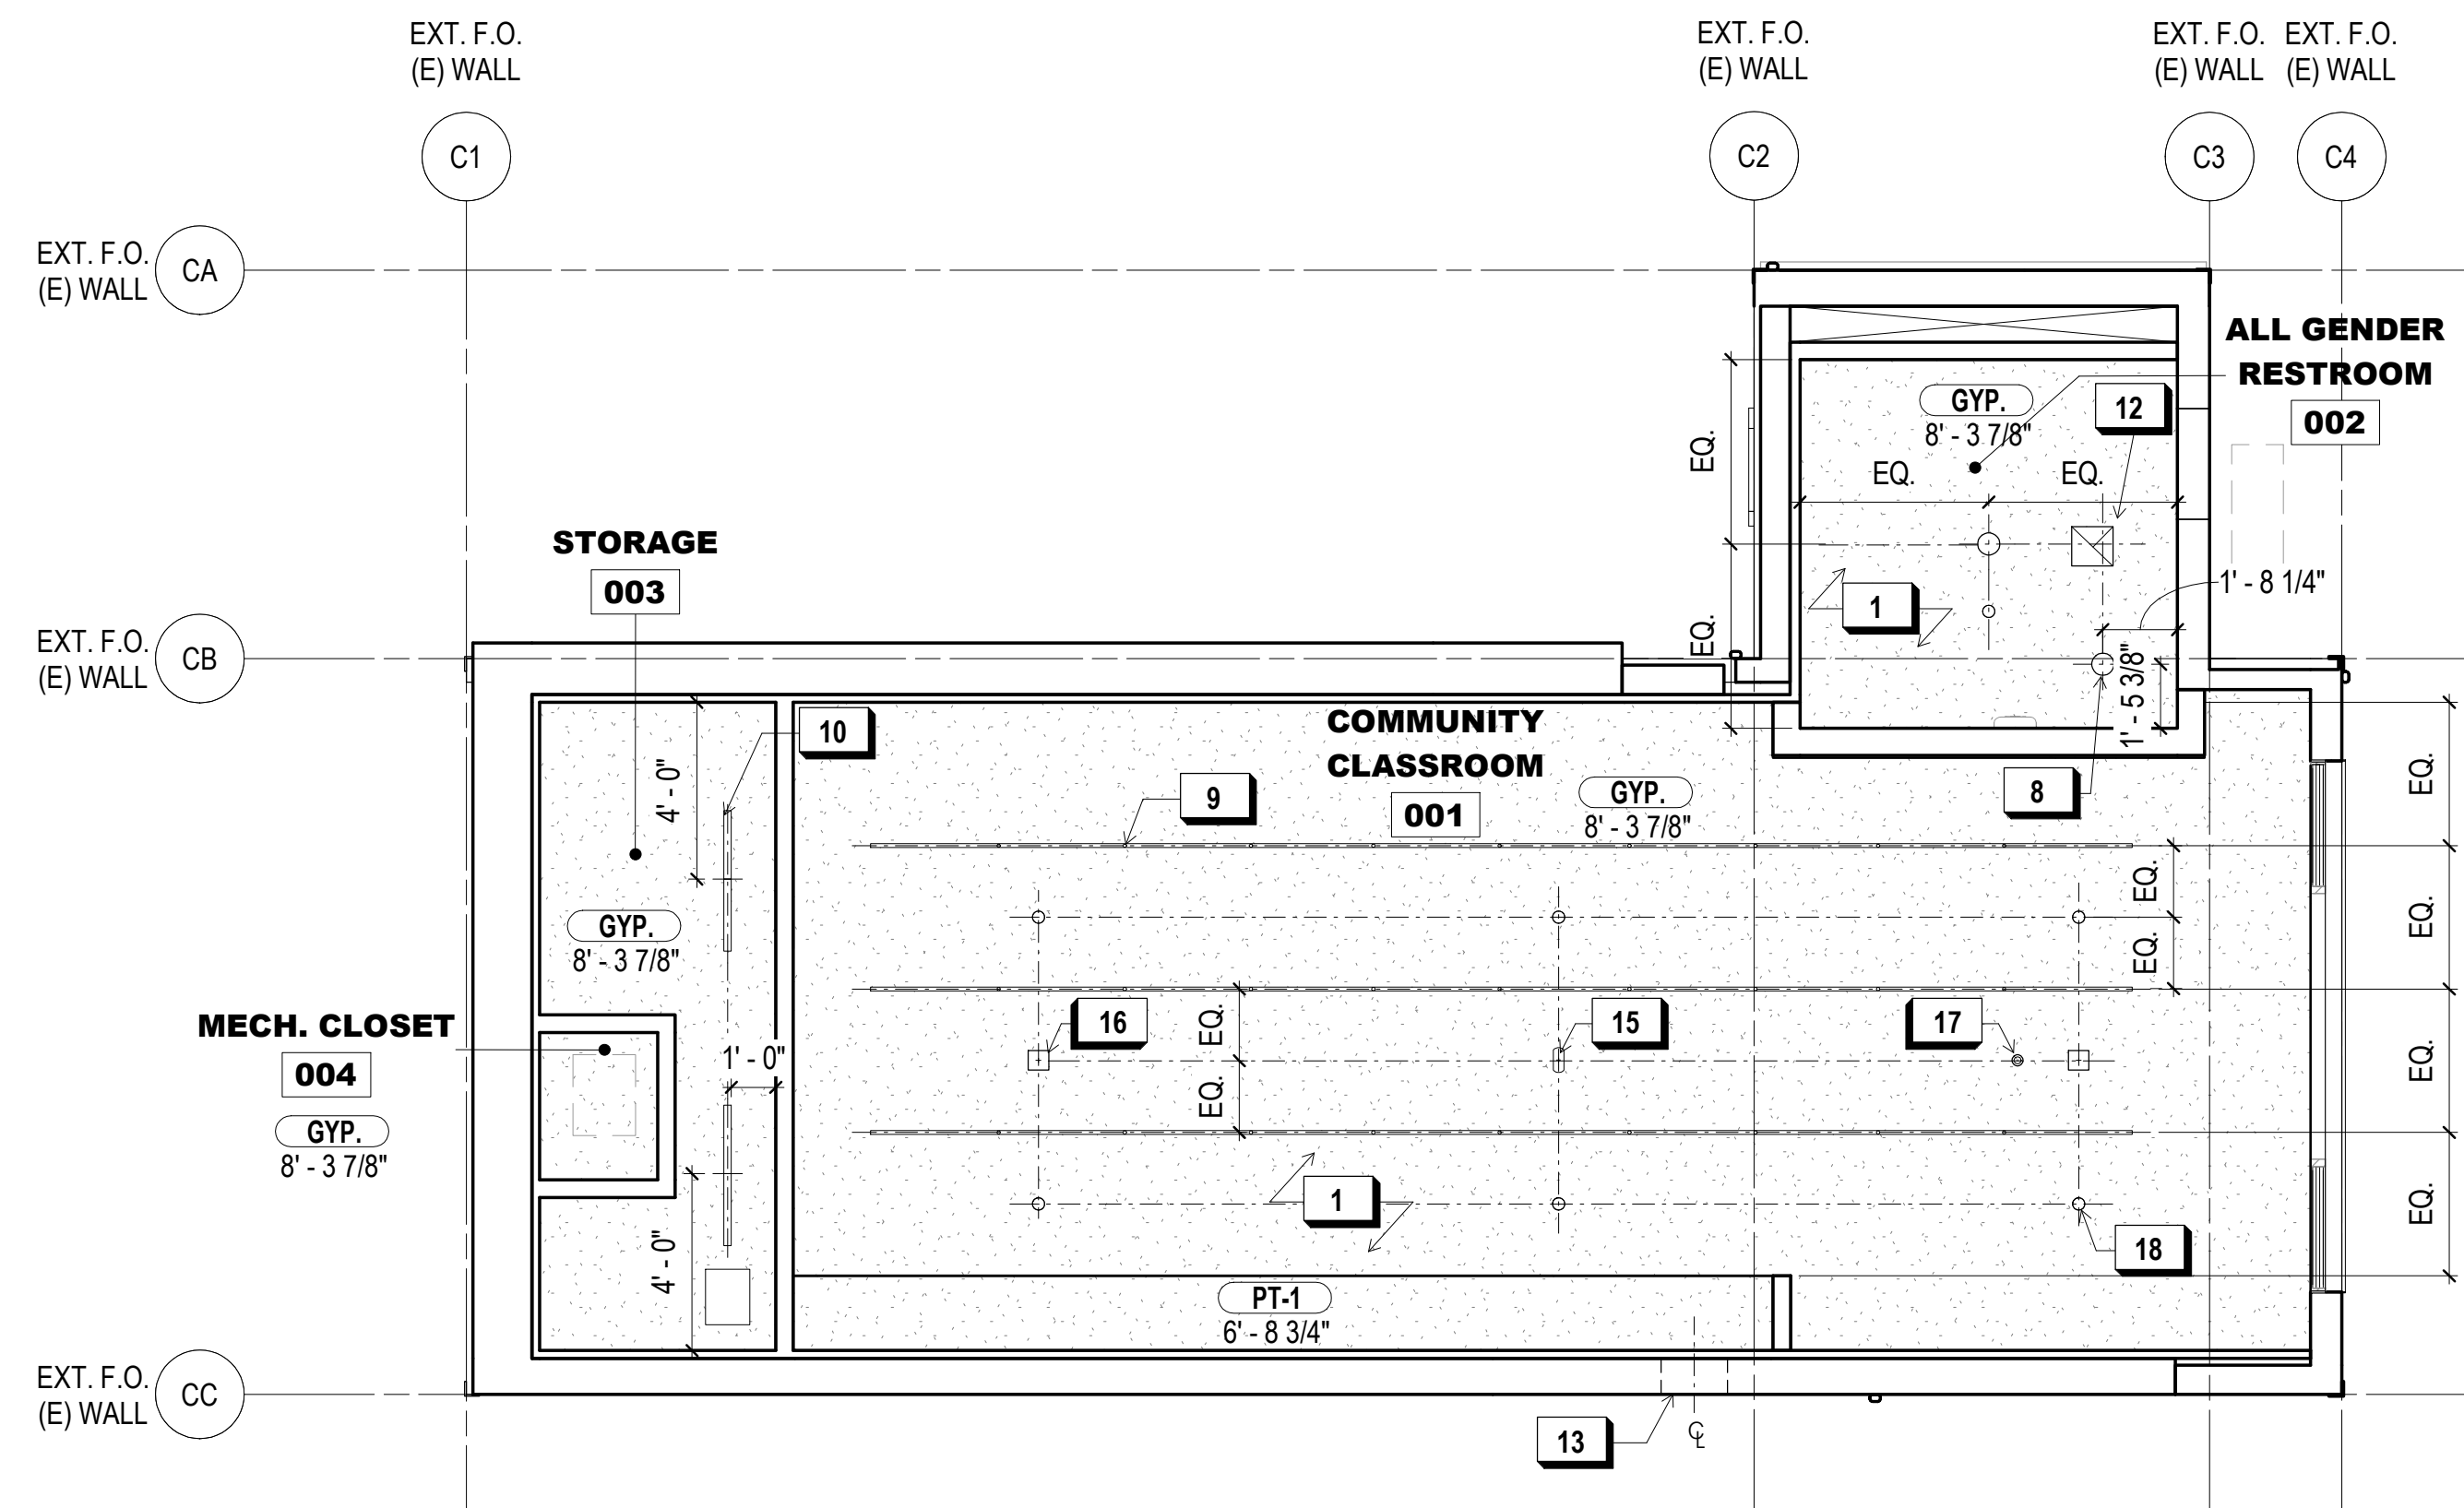 EXT. F.O.
(E) WALL
EXT. F.O.
(E) WALL
EXT. F.O.
(E) WALL
EXT. F.O.
(E) WALL
C1
C2
C3
C4
EXT. F.O.
(E) WALL
CA
ALL GENDER
RESTROOM
002
GYP.
8' - 3 7/8"
12
EQ.
EQ.
EQ.
EQ.
1
1' - 8 1/4"
1' - 5 3/8"
8
STORAGE
003
EXT. F.O.
(E) WALL
CB
10
4' - 0"
COMMUNITY
CLASSROOM
001
9
GYP.
8' - 3 7/8"
EQ.
EQ.
EQ.
EQ.
EQ.
EQ.
GYP.
8' - 3 7/8"
MECH. CLOSET
004
GYP.
8' - 3 7/8"
1' - 0"
16
EQ.
EQ.
15
17
1
18
4' - 0"
PT-1
6' - 8 3/4"
EXT. F.O.
(E) WALL
CC
13
℄